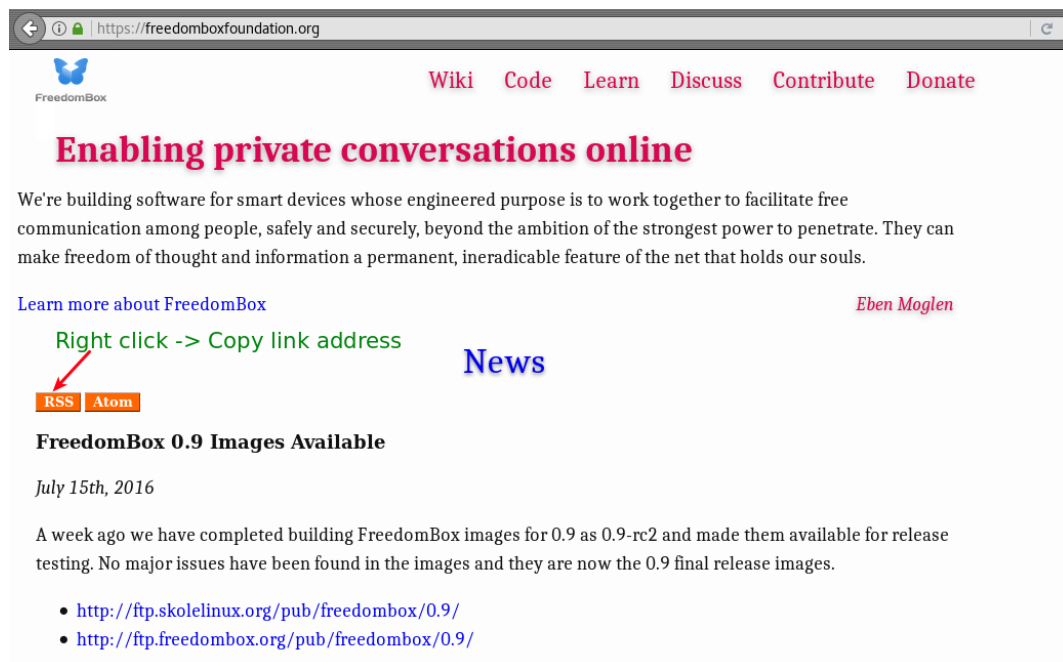 https://freedomboxfoundation.org
FreedomBox
Wiki Code Learn Discuss Contribute Donate
Enabling private conversations online
We're building software for smart devices whose engineered purpose is to work together to facilitate free
communication among people, safely and securely, beyond the ambition of the strongest power to penetrate. They can
make freedom of thought and information a permanent, ineradicable feature of the net that holds our souls.
Learn more about FreedomBox
Eben Moglen
Right click -> Copy link address
News
RSS Atom
FreedomBox 0.9 Images Available
July 15th, 2016
A week ago we have completed building FreedomBox images for 0.9 as 0.9-rc2 and made them available for release
testing. No major issues have been found in the images and they are now the 0.9 final release images.
• http://ftp.skolelinux.org/pub/freedombox/0.9/
• http://ftp.freedombox.org/pub/freedombox/0.9/